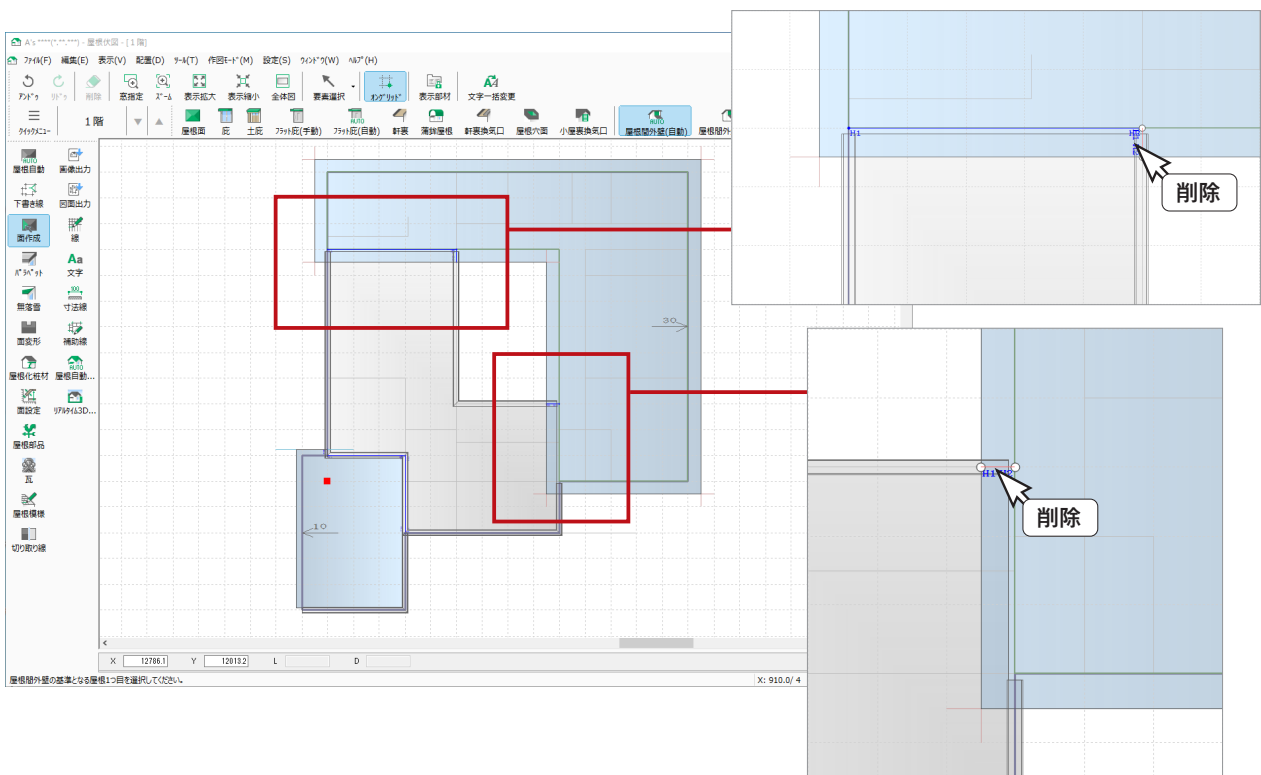 A's ****(*.**.***) - 屋根伏図 - [1 階]
ﾌｧｲﾙ(F) 編集(E) 表示(V) 配置(D) ﾂｰﾙ(T) 作図ﾓｰﾄﾞ(M) 設定(S) ｳｨﾝﾄﾞｳ(W) ﾍﾙﾌﾟ(H)
ｱﾝﾄﾞｩ ﾘﾄﾞｩ 削除 窓指定 ｽﾞｰﾑ 表示拡大 表示縮小 全体図 要素選択 ｵﾝｸﾞﾘｯﾄﾞ 表示部材 文字一括変更
ｸｲｯｸﾒﾆｭｰ 1 階 屋根面 庇 土庇 ﾌﾗｯﾄ庇(手動) ﾌﾗｯﾄ庇(自動) 軒裏 薄鉾屋根 軒裏換気口 屋根穴面 小屋裏換気口 屋根間外壁(自動) 屋根間外
屋根自動 画像出力
下書き線 図面出力
面作成 線
ﾊﾟﾗﾍﾟｯﾄ 文字
無落雪 寸法線
面変形 補助線
屋根化粧材 屋根自動...
面設定 ﾘｱﾙﾀｲﾑ3D...
屋根部品
瓦
屋根模様
切り取り線
30
10
H1
削除
H1 H2
削除
X 12786.1 Y 12013.2 L D
屋根間外壁の基準となる屋根1つ目を選択してください。
X: 910.0/ 4